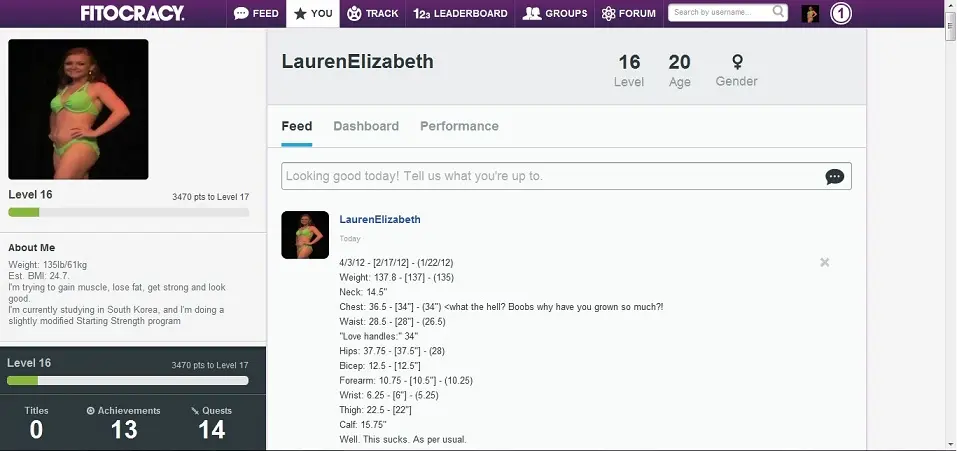 FITOCRACY.
FEED
YOU
TRACK
123 LEADERBOARD
GROUPS
FORUM
Search by username...
1
LaurenElizabeth
16
Level
20
Age
Gender
Level 16
3470 pts to Level 17
About Me
Weight: 135lb/61kg
Est. BMI: 24.7.
I'm trying to gain muscle, lose fat, get strong and look
good.
I'm currently studying in South Korea, and I'm doing a
slightly modified Starting Strength program
Level 16
3470 pts to Level 17
Titles
0
Achievements
13
Quests
14
Feed
Dashboard
Performance
Looking good today! Tell us what you're up to.
LaurenElizabeth
Today
4/3/12 - [2/17/12] - (1/22/12)
Weight: 137.8 - [137] - (135)
Neck: 14.5"
Chest: 36.5 - [34"] - (34") <what the hell? Boobs why have you grown so much?!
Waist: 28.5 - [28"] - (26.5)
"Love handles:" 34"
Hips: 37.75 - [37.5"] - (28)
Bicep: 12.5 - [12.5"]
Forearm: 10.75 - [10.5"] - (10.25)
Wrist: 6.25 - [6"] - (5.25)
Thigh: 22.5 - [22"]
Calf: 15.75"
Well. This sucks. As per usual.